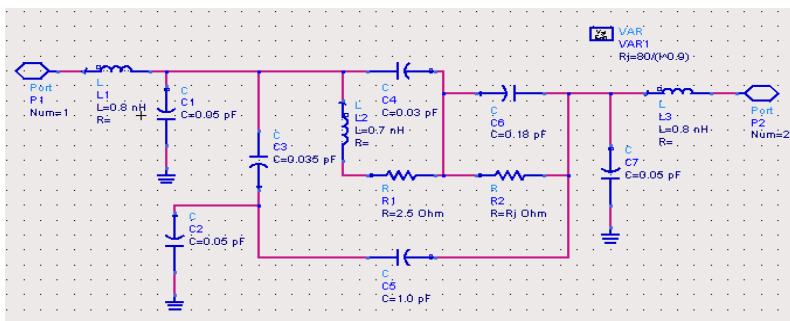 VAR
VAR1
Rj=80/(I^0.9)
Port
P1
Num=1
L
L1
L=0.8 nH
R=
C
C1
C=0.05 pF
C
C3
C=0.035 pF
C
C2
C=0.05 pF
L
L2
L=0.7 nH
R=
C
C4
C=0.03 pF
C
C6
C=0.18 pF
R
R1
R=2.5 Ohm
R
R2
R=Rj Ohm
C
C5
C=1.0 pF
C
C7
C=0.05 pF
L
L3
L=0.8 nH
R=
Port
P2
Num=2